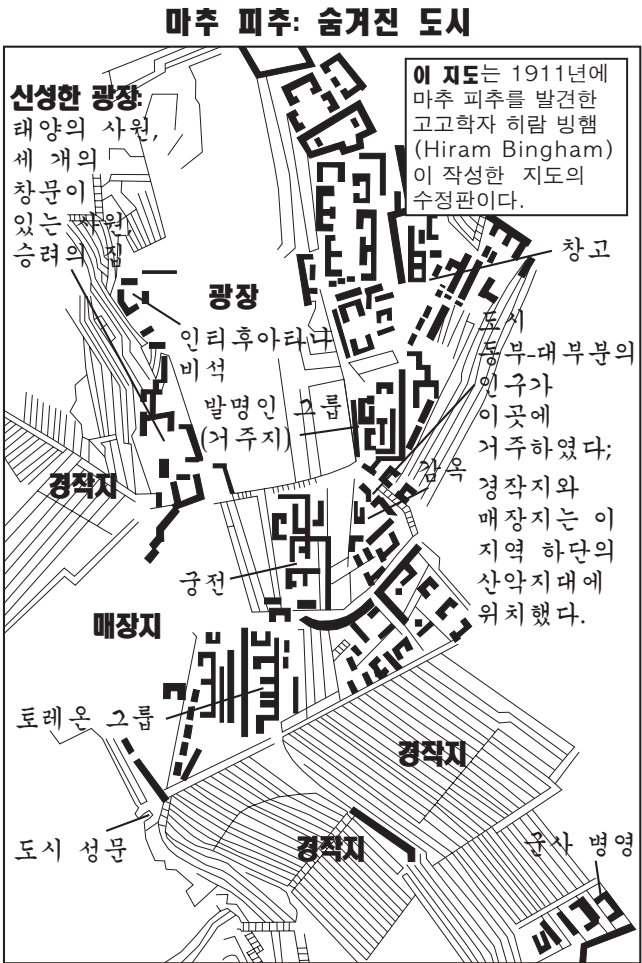 마추 피추: 숨겨진 도시
신성한 광장:
태양의 사원,
세 개의
창문이
있는 사원,
승려의 집
이 지도는 1911년에
마추 피추를 발견한
고고학자 히람 빙햄
(Hiram Bingham)
이 작성한 지도의
수정판이다.
창고
광장
인티후아타나
비석
발명인 그룹
(거주지)
도시
동부-대부분의
인구가
이곳에
거주하였다;
경작지와
매장지는 이
지역 하단의
산악지대에
위치했다.
감옥
경작지
궁전
매장지
토레온 그룹
경작지
도시 성문
경작지
군사 병영